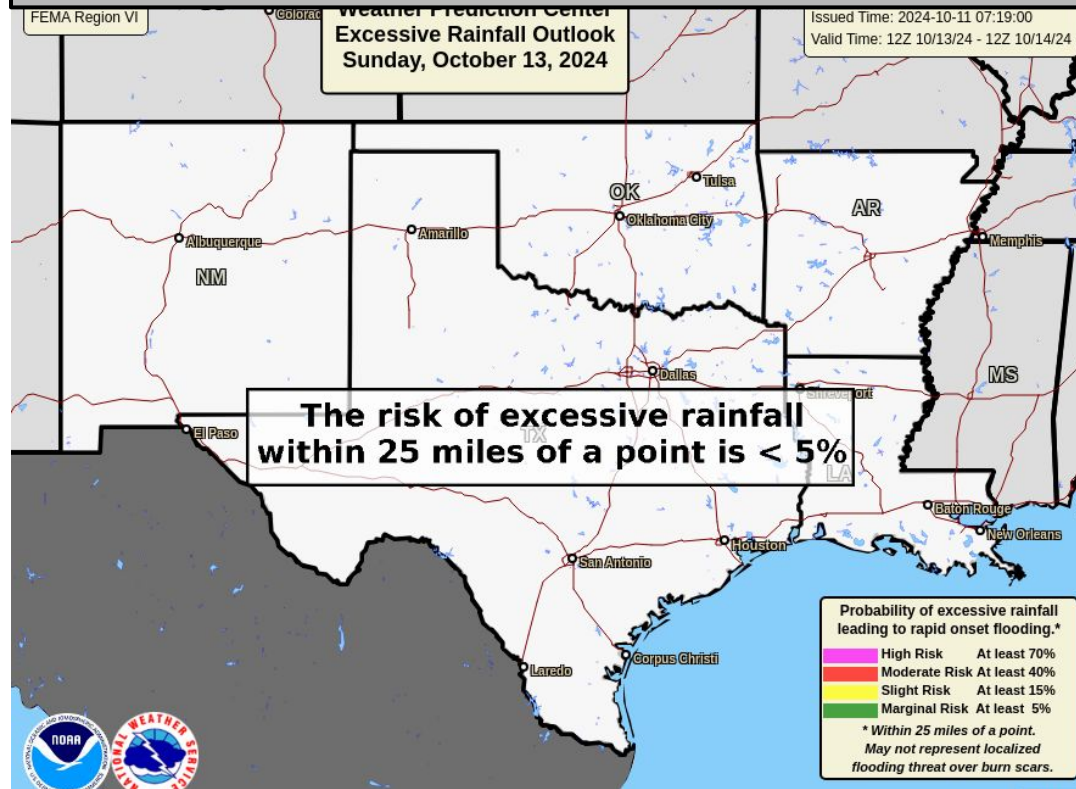 FEMA Region VI
Weather Prediction Center
Excessive Rainfall Outlook
Sunday, October 13, 2024
Issued Time: 2024-10-11 07:19:00
Valid Time: 12Z 10/13/24 - 12Z 10/14/24
Colorad
Tulsa
OK
Oklahoma City
AR
Amarillo
Albuquerque
Memphis
NM
Dallas
MS
Shreveport
The risk of excessive rainfall
within 25 miles of a point is < 5%
El Paso
TX
LA
Baton Rouge
New Orleans
Houston
San Antonio
Corpus Christi
Laredo
Probability of excessive rainfall
leading to rapid onset flooding.*
High Risk At least 70%
Moderate Risk At least 40%
Slight Risk At least 15%
Marginal Risk At least 5%
* Within 25 miles of a point.
May not represent localized
flooding threat over burn scars.
NOAA
NATIONAL WEATHER SERVICE